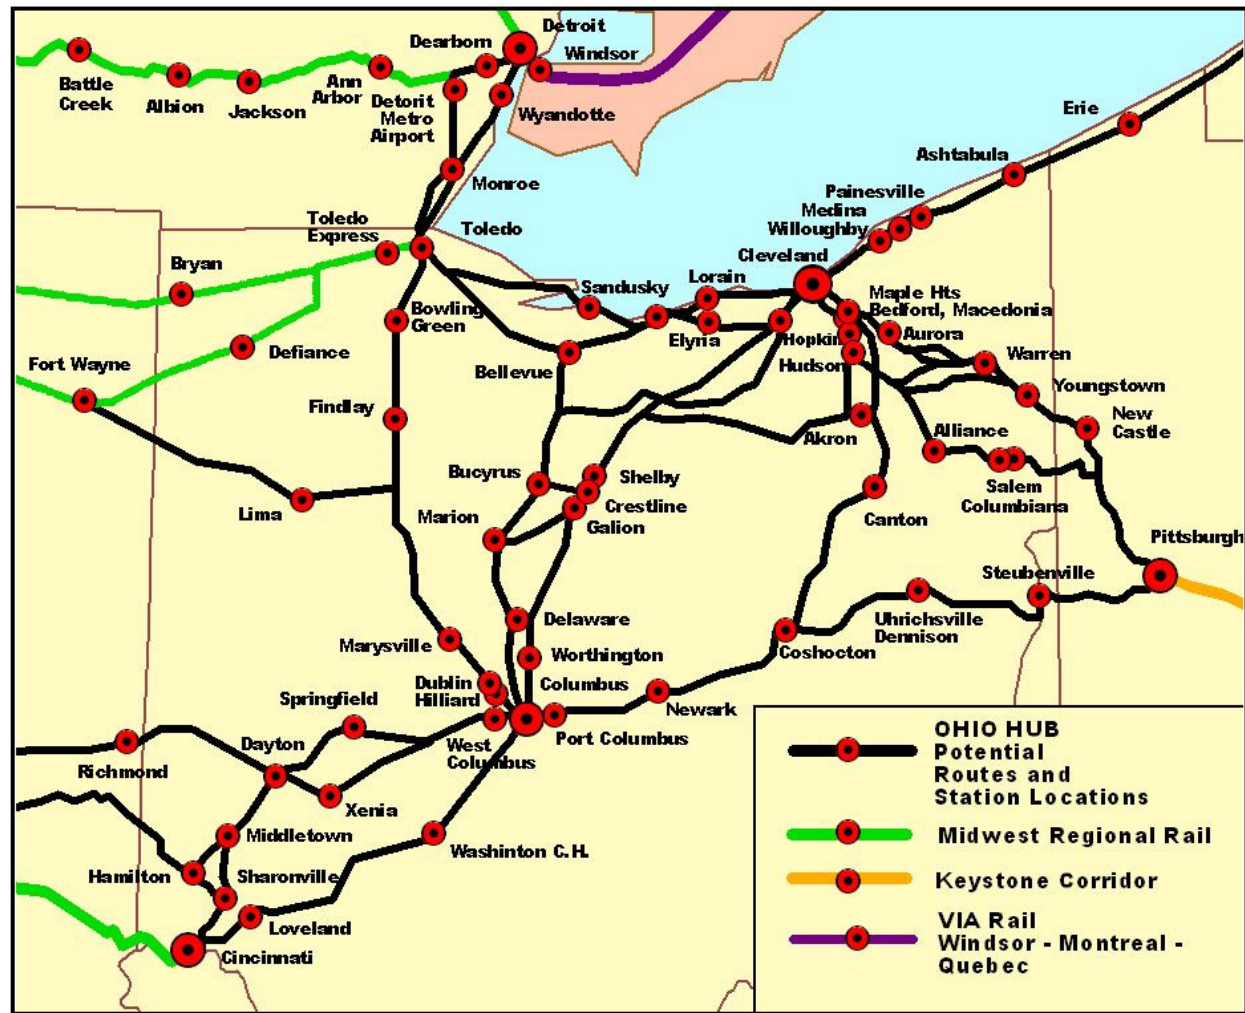 Detroit
Dearborn
Windsor
Battle
Creek
Albion
Jackson
Ann
Arbor
Detorit
Metro
Airport
Wyandotte
Erie
Ashtabula
Monroe
Painesville
Medina
Willoughby
Toledo
Express
Toledo
Cleveland
Bryan
Sandusky
Lorain
Maple Hts
Bedford, Macedonia
Bowling
Green
Elyria
Hopkin
Aurora
Hudson
Warren
Fort Wayne
Defiance
Bellevue
Youngstown
Findlay
Akron
Alliance
New
Castle
Bucyrus
Shelby
Crestline
Galion
Salem
Columbiana
Lima
Marion
Canton
Pittsburgh
Steubenville
Marysville
Delaware
Uhrichsville
Dennison
Worthington
Coshocton
Dublin
Hilliard
Columbus
Springfield
Newark
Dayton
West
Columbus
Port Columbus
Richmond
Xenia
Middletown
Washinton C.H.
Hamilton
Sharonville
Loveland
Cincinnati
OHIO HUB
Potential
Routes and
Station Locations
Midwest Regional Rail
Keystone Corridor
VIA Rail
Windsor - Montreal -
Quebec